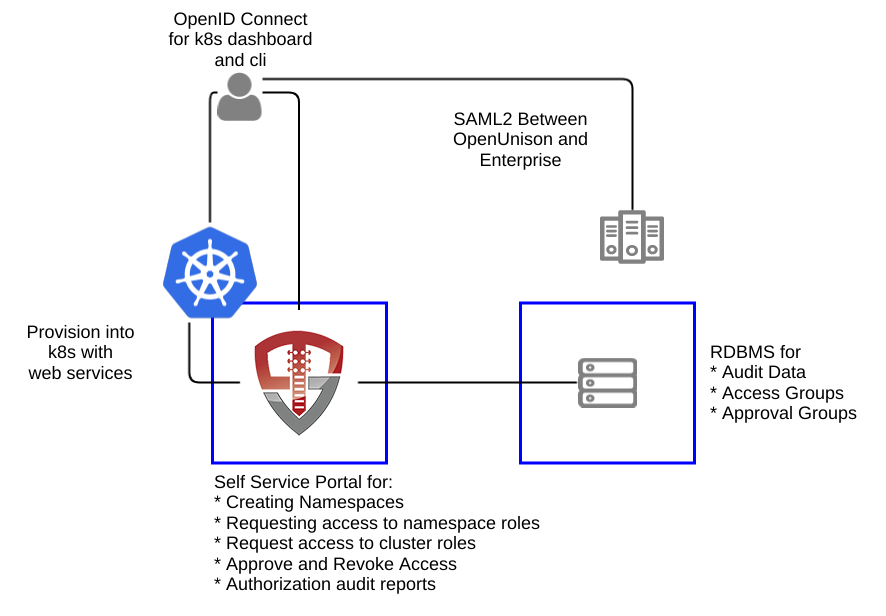 OpenID Connect
for k8s dashboard
and cli
SAML2 Between
OpenUnison and
Enterprise
Provision into
k8s with
web services
RDBMS for
* Audit Data
* Access Groups
* Approval Groups
Self Service Portal for:
* Creating Namespaces
* Requesting access to namespace roles
* Request access to cluster roles
* Approve and Revoke Access
* Authorization audit reports